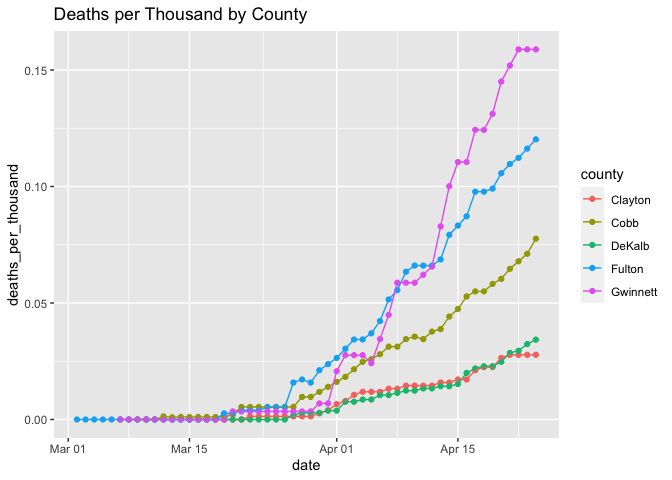 Deaths per Thousand by County
deaths_per_thousand
0.15
0.10
0.05
0.00
Mar 01
Mar 15
Apr 01
Apr 15
date
county
Clayton
Cobb
DeKalb
Fulton
Gwinnett